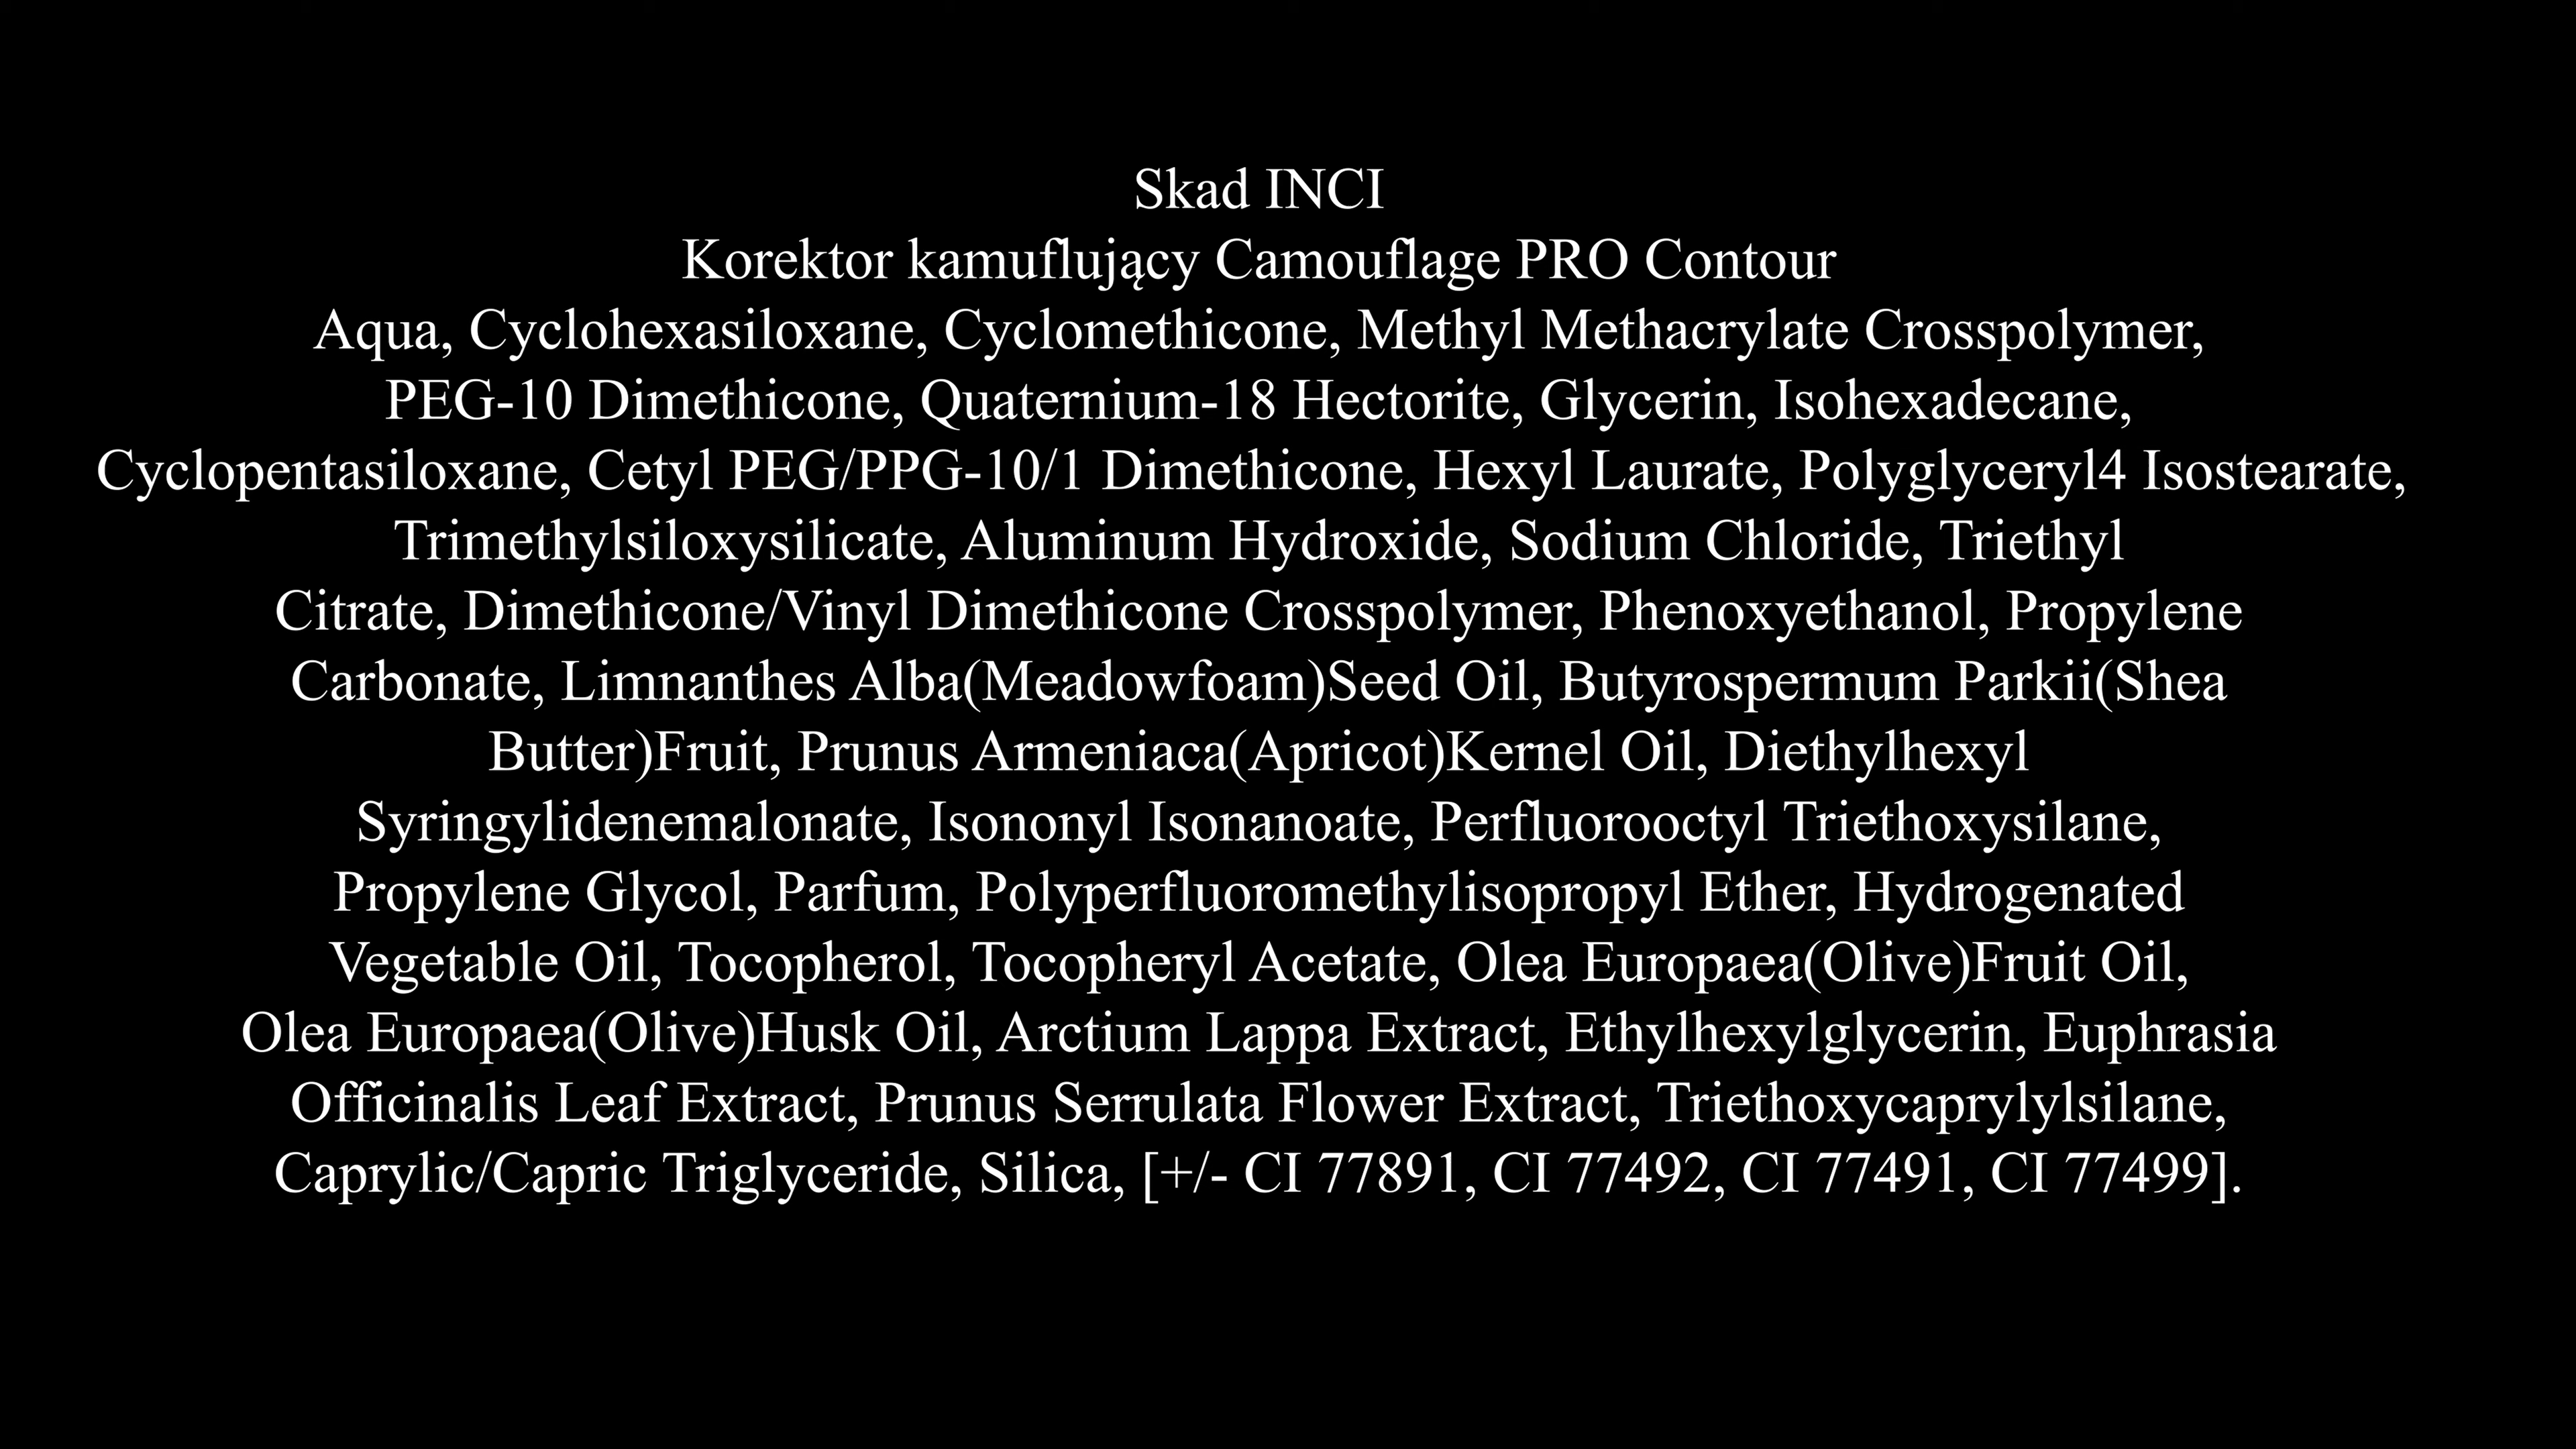 Skad INCI
Korektor kamuflujący Camouflage PRO Contour
Aqua, Cyclohexasiloxane, Cyclomethicone, Methyl Methacrylate Crosspolymer,
PEG-10 Dimethicone, Quaternium-18 Hectorite, Glycerin, Isohexadecane,
Cyclopentasiloxane, Cetyl PEG/PPG-10/1 Dimethicone, Hexyl Laurate, Polyglyceryl4 Isostearate,
Trimethylsiloxysilicate, Aluminum Hydroxide, Sodium Chloride, Triethyl
Citrate, Dimethicone/Vinyl Dimethicone Crosspolymer, Phenoxyethanol, Propylene
Carbonate, Limnanthes Alba(Meadowfoam)Seed Oil, Butyrospermum Parkii(Shea
Butter)Fruit, Prunus Armeniaca(Apricot)Kernel Oil, Diethylhexyl
Syringylidenemalonate, Isononyl Isonanoate, Perfluorooctyl Triethoxysilane,
Propylene Glycol, Parfum, Polyperfluoromethylisopropyl Ether, Hydrogenated
Vegetable Oil, Tocopherol, Tocopheryl Acetate, Olea Europaea(Olive)Fruit Oil,
Olea Europaea(Olive)Husk Oil, Arctium Lappa Extract, Ethylhexylglycerin, Euphrasia
Officinalis Leaf Extract, Prunus Serrulata Flower Extract, Triethoxycaprylylsilane,
Caprylic/Capric Triglyceride, Silica, [+/- CI 77891, CI 77492, CI 77491, CI 77499].